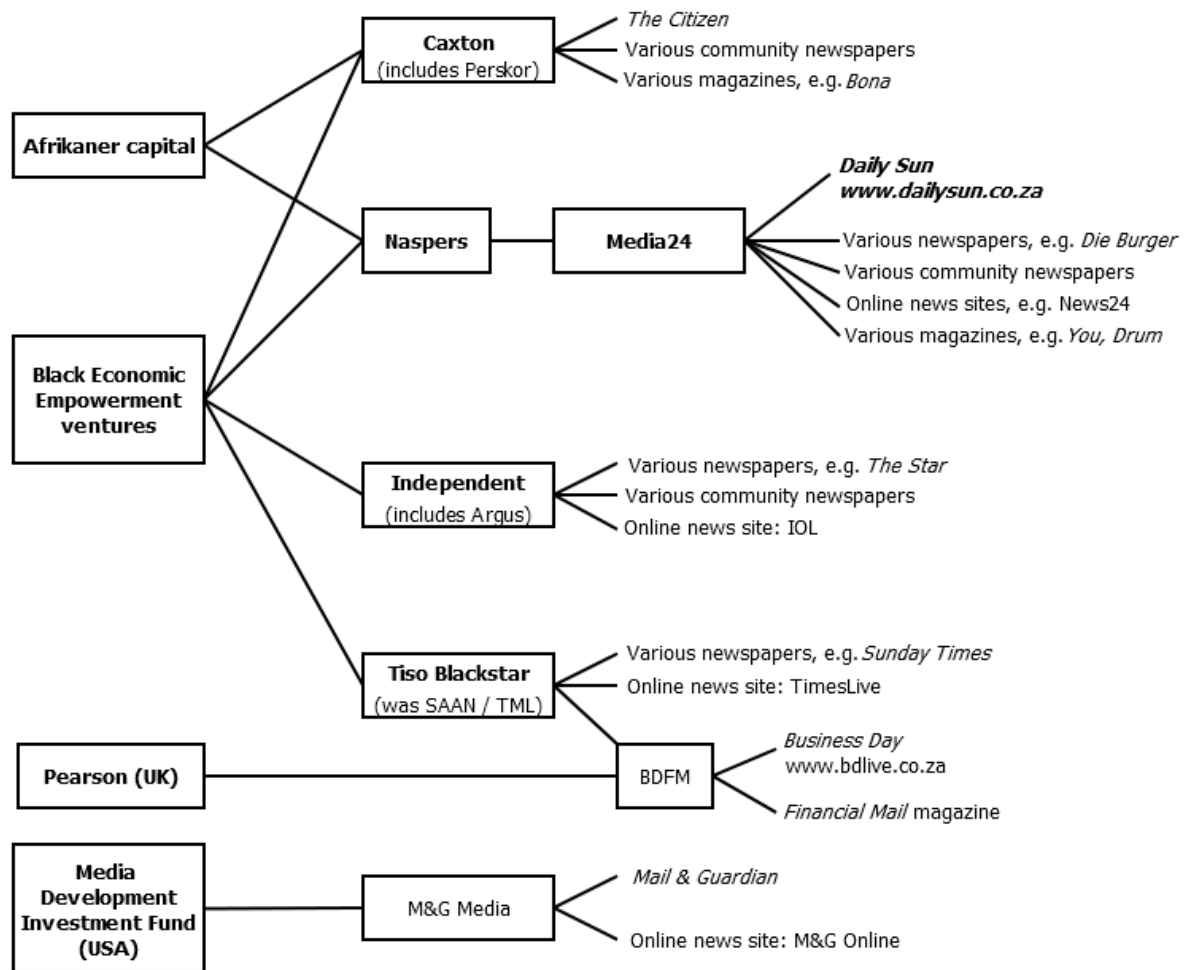 Caxton
(includes Perskor)
The Citizen
Various community newspapers
Various magazines, e.g. Bona
Afrikaner capital
Naspers
Media24
Daily Sun
www.dailysun.co.za
Various newspapers, e.g. Die Burger
Various community newspapers
Online news sites, e.g. News24
Various magazines, e.g. You, Drum
Black Economic
Empowerment
ventures
Independent
(includes Argus)
Various newspapers, e.g. The Star
Various community newspapers
Online news site: IOL
Tiso Blackstar
(was SAAN / TML)
Various newspapers, e.g. Sunday Times
Online news site: TimesLive
Pearson (UK)
BDFM
Business Day
www.bdlive.co.za
Financial Mail magazine
Media
Development
Investment Fund
(USA)
M&G Media
Mail & Guardian
Online news site: M&G Online